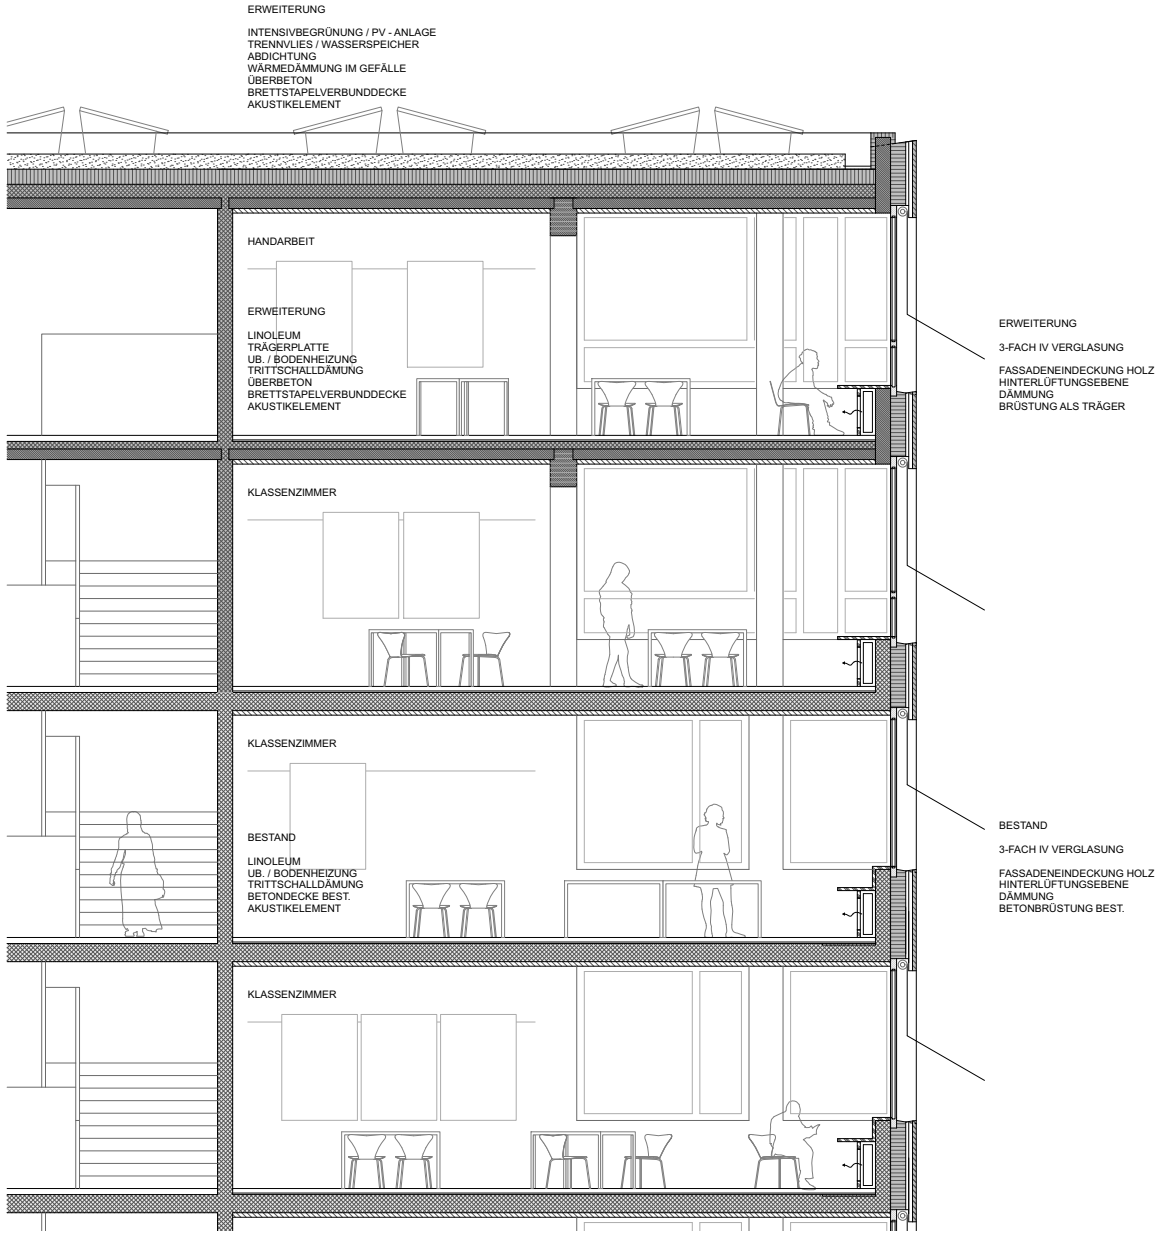 ERWEITERUNG
INTENSIVBEGRÜNUNG / PV - ANLAGE
TRENNVLIES / WASSERSPEICHER
ABDICHTUNG
WÄRMEDÄMMUNG IM GEFÄLLE
ÜBERBETON
BRETTSTAPELVERBUNDDECKE
AKUSTIKELEMENT
HANDARBEIT
ERWEITERUNG
LINOLEUM
TRÄGERPLATTE
UB. / BODENHEIZUNG
TRITTSCHALLDÄMUNG
ÜBERBETON
BRETTSTAPELVERBUNDDECKE
AKUSTIKELEMENT
ERWEITERUNG
3-FACH IV VERGLASUNG
FASSADENEINDECKUNG HOLZ
HINTERLÜFTUNGSEBENE
DÄMMUNG
BRÜSTUNG ALS TRÄGER
KLASSENZIMMER
KLASSENZIMMER
BESTAND
LINOLEUM
UB. / BODENHEIZUNG
TRITTSCHALLDÄMUNG
BETONDECKE BEST.
AKUSTIKELEMENT
BESTAND
3-FACH IV VERGLASUNG
FASSADENEINDECKUNG HOLZ
HINTERLÜFTUNGSEBENE
DÄMMUNG
BETONBRÜSTUNG BEST.
KLASSENZIMMER